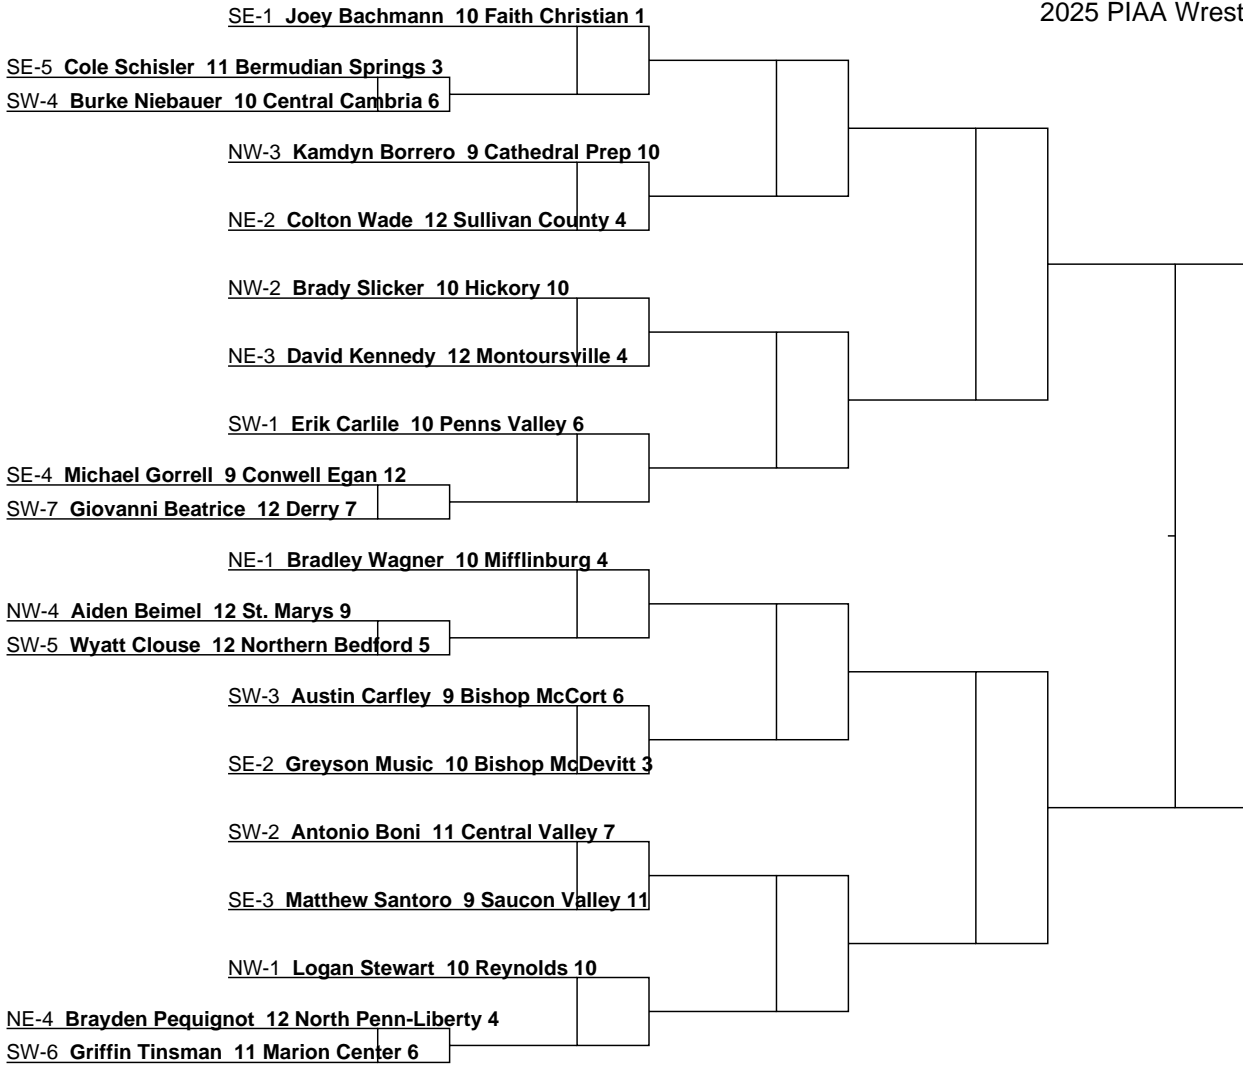 2025 PIAA Wrest
SE-1 Joey Bachmann 10 Faith Christian 1
SE-5 Cole Schisler 11 Bermudian Springs 3
SW-4 Burke Niebauer 10 Central Cambria 6
NW-3 Kamdyn Borrero 9 Cathedral Prep 10
NE-2 Colton Wade 12 Sullivan County 4
NW-2 Brady Slicker 10 Hickory 10
NE-3 David Kennedy 12 Montoursville 4
SW-1 Erik Carlile 10 Penns Valley 6
SE-4 Michael Gorrell 9 Conwell Egan 12
SW-7 Giovanni Beatrice 12 Derry 7
NE-1 Bradley Wagner 10 Mifflinburg 4
NW-4 Aiden Beimel 12 St. Marys 9
SW-5 Wyatt Clouse 12 Northern Bedford 5
SW-3 Austin Carfley 9 Bishop McCort 6
SE-2 Greyson Music 10 Bishop McDevitt 3
SW-2 Antonio Boni 11 Central Valley 7
SE-3 Matthew Santoro 9 Saucon Valley 11
NW-1 Logan Stewart 10 Reynolds 10
NE-4 Brayden Pequignot 12 North Penn-Liberty 4
SW-6 Griffin Tinsman 11 Marion Center 6